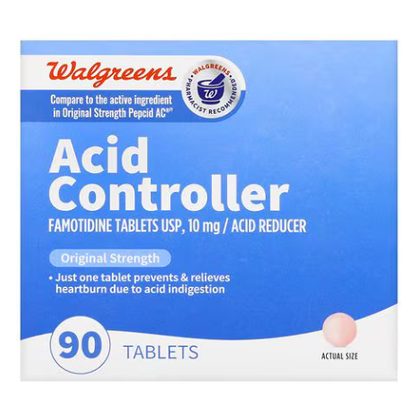 Walgreens
WALGREENS
PHARMACIST RECOMMENDED
W
Compare to the active ingredient
in Original Strength Pepcid AC®
Acid
Controller
FAMOTIDINE TABLETS USP, 10 mg / ACID REDUCER
Original Strength
• Just one tablet prevents & relieves
heartburn due to acid indigestion
90 TABLETS
ACTUAL SIZE